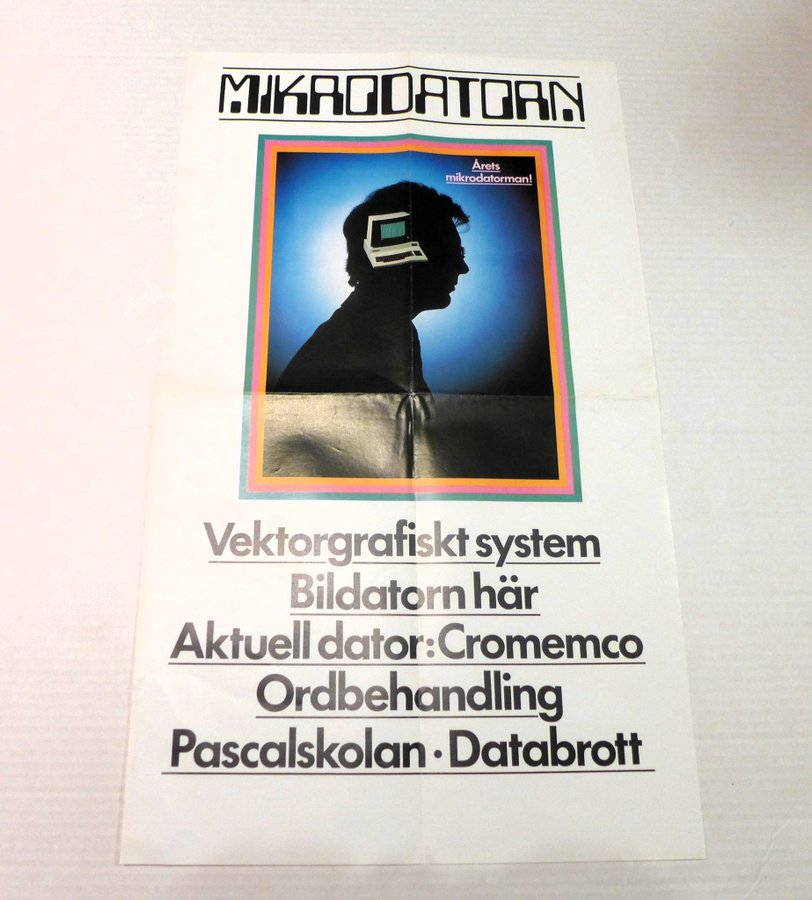 MIKRODATORN
Årets
mikrodatorman!
Vektorgrafiskt system
Bildatorn här
Aktuell dator: Cromemco
Ordbehandling
Pascalskolan · Databrott